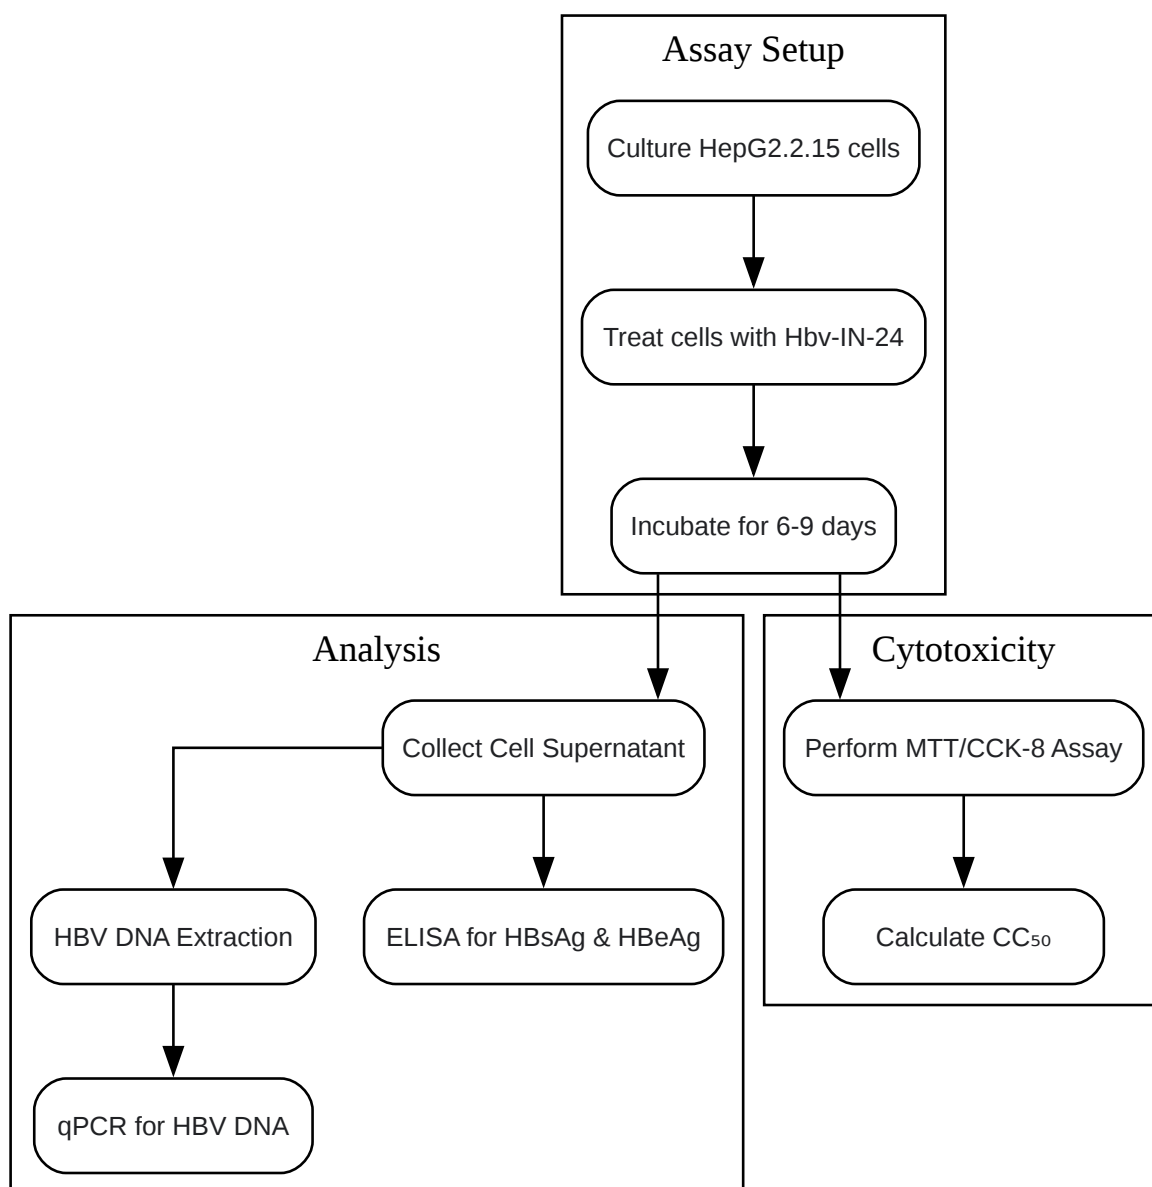 Assay Setup
Culture HepG2.2.15 cells
Treat cells with Hbv-IN-24
Incubate for 6-9 days
Analysis
Collect Cell Supernatant
HBV DNA Extraction
ELISA for HBsAg & HBeAg
qPCR for HBV DNA
Cytotoxicity
Perform MTT/CCK-8 Assay
Calculate CC₅₀